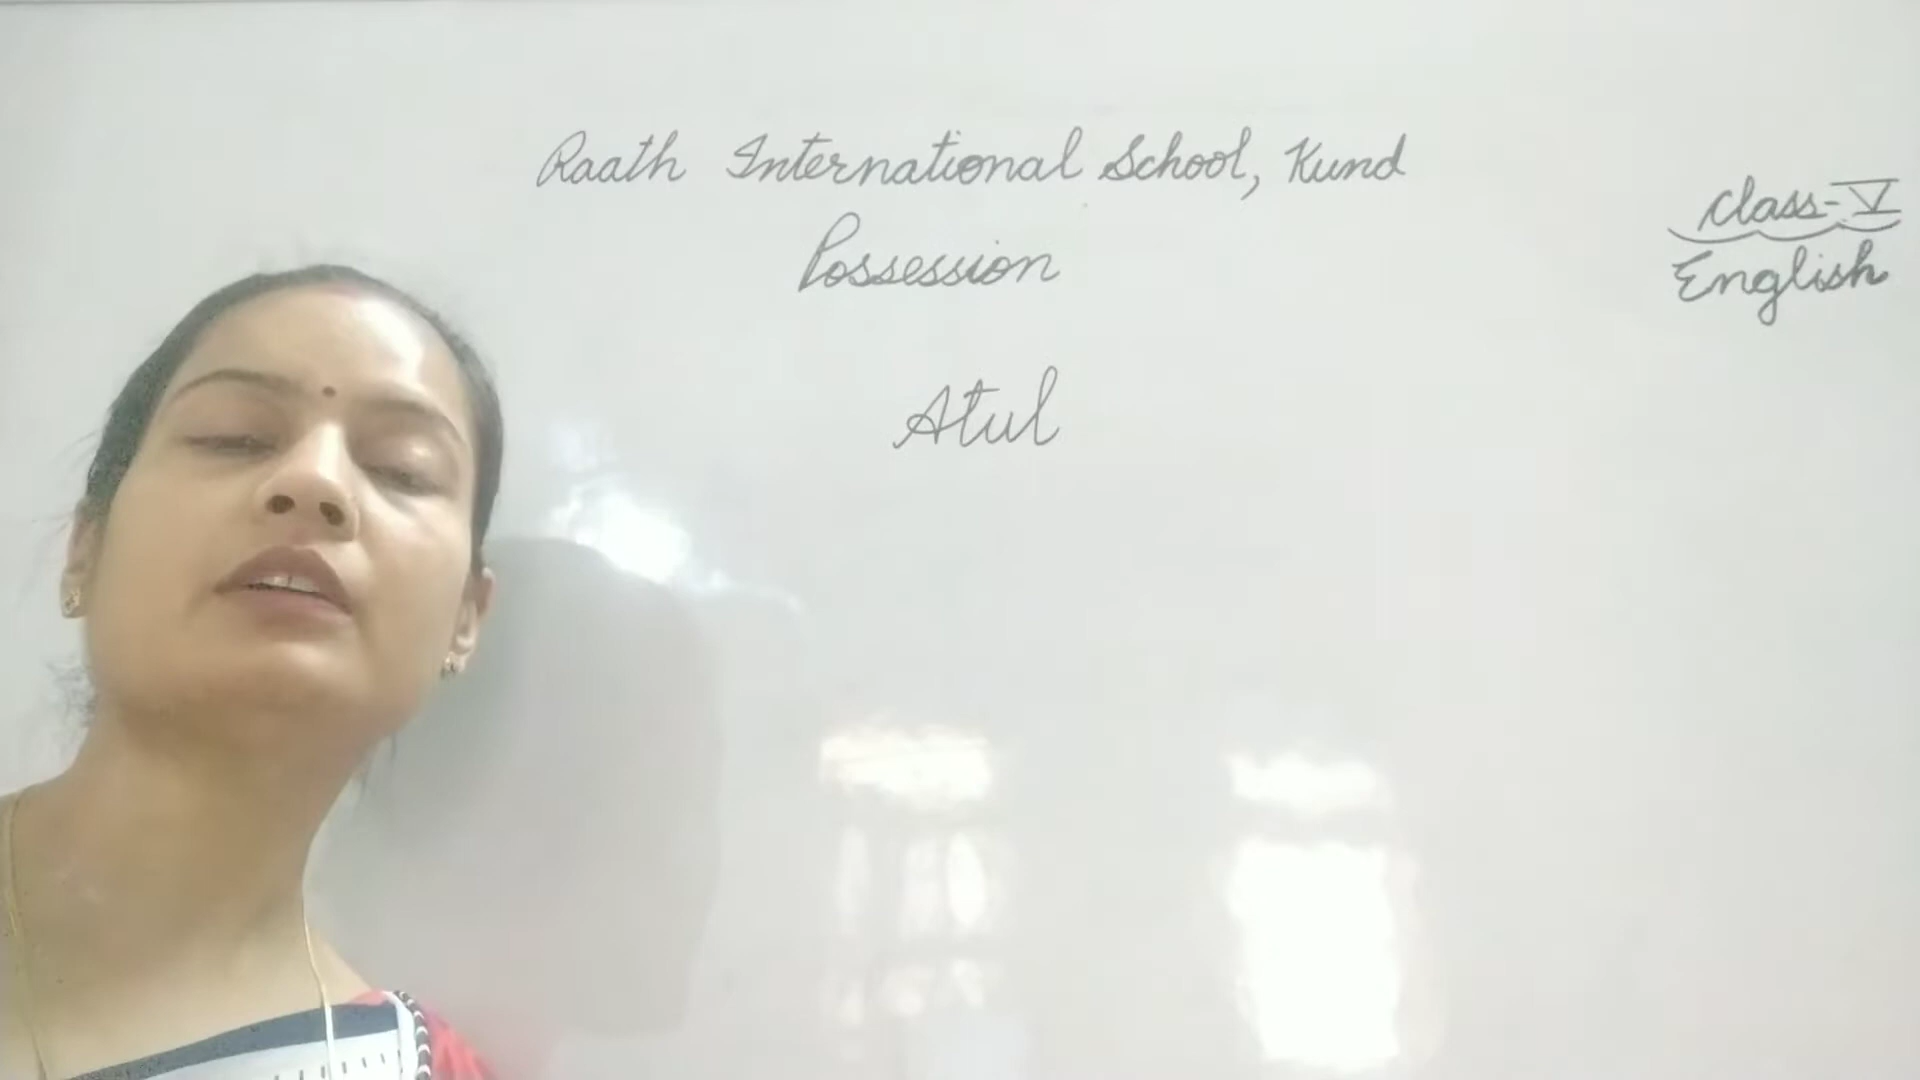 Raath International School, Kund
Possession
Class-V
English
Atul